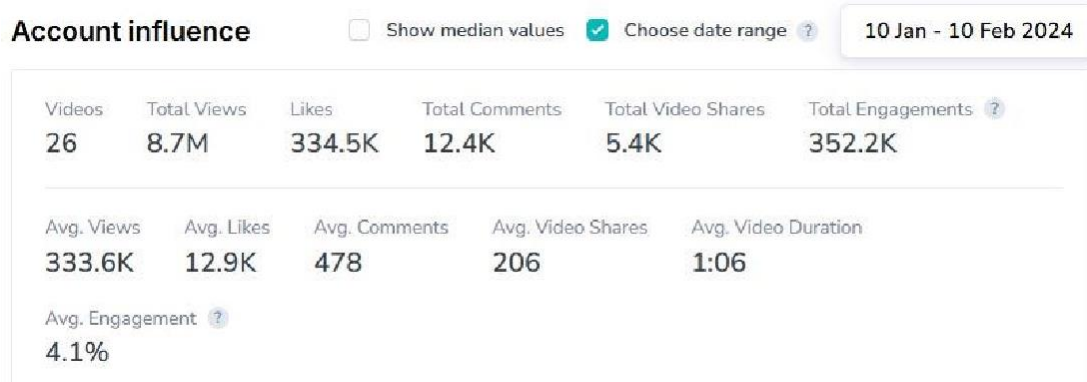 Account influence Show median values Choose date range ? 10 Jan - 10 Feb 2024
Videos Total Views Likes Total Comments Total Video Shares Total Engagements ?
26 8.7M 334.5K 12.4K 5.4K 352.2K
Avg. Views Avg. Likes Avg. Comments Avg. Video Shares Avg. Video Duration
333.6K 12.9K 478 206 1:06
Avg. Engagement ?
4.1%